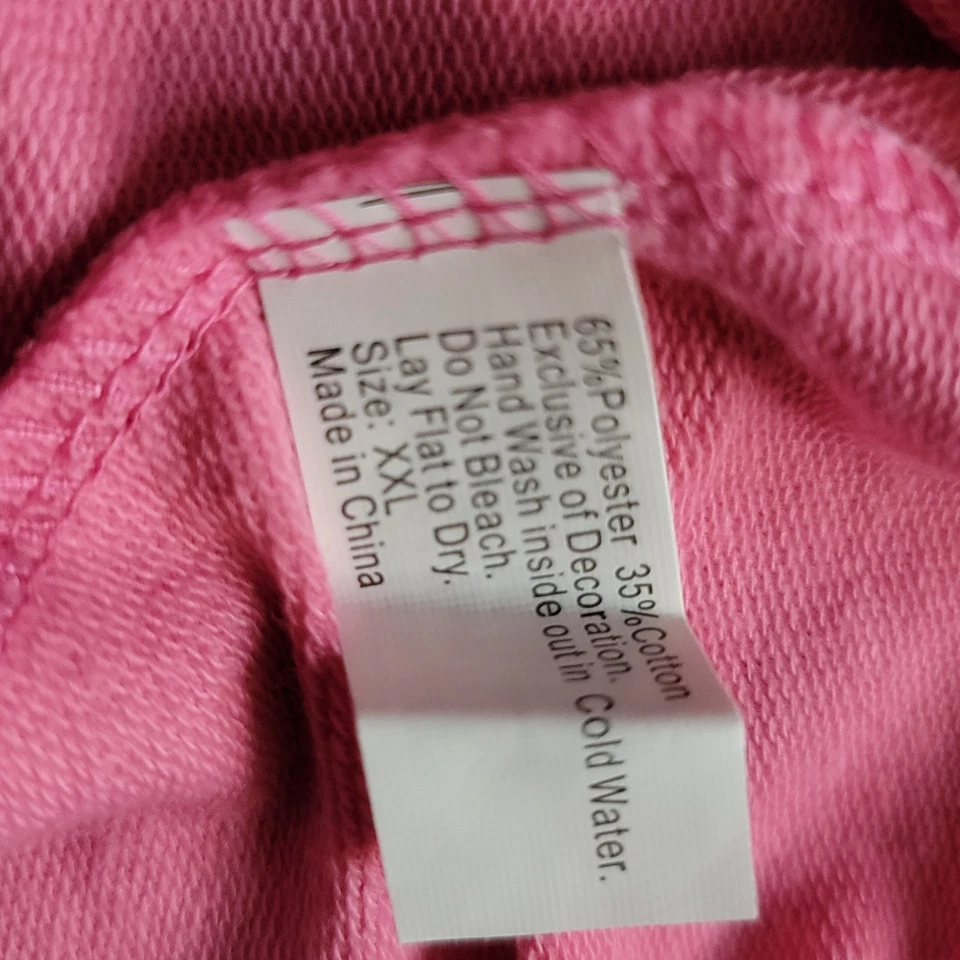 65%Polyester 35%Cotton
Exclusive of Decoration.
Hand Wash inside out in Cold Water.
Do Not Bleach.
Lay Flat to Dry.
Size: XXL
Made in China